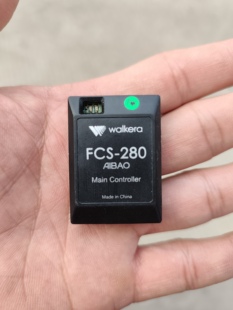 walkera
FCS-280
AIBAO
Main Controller
Made in China